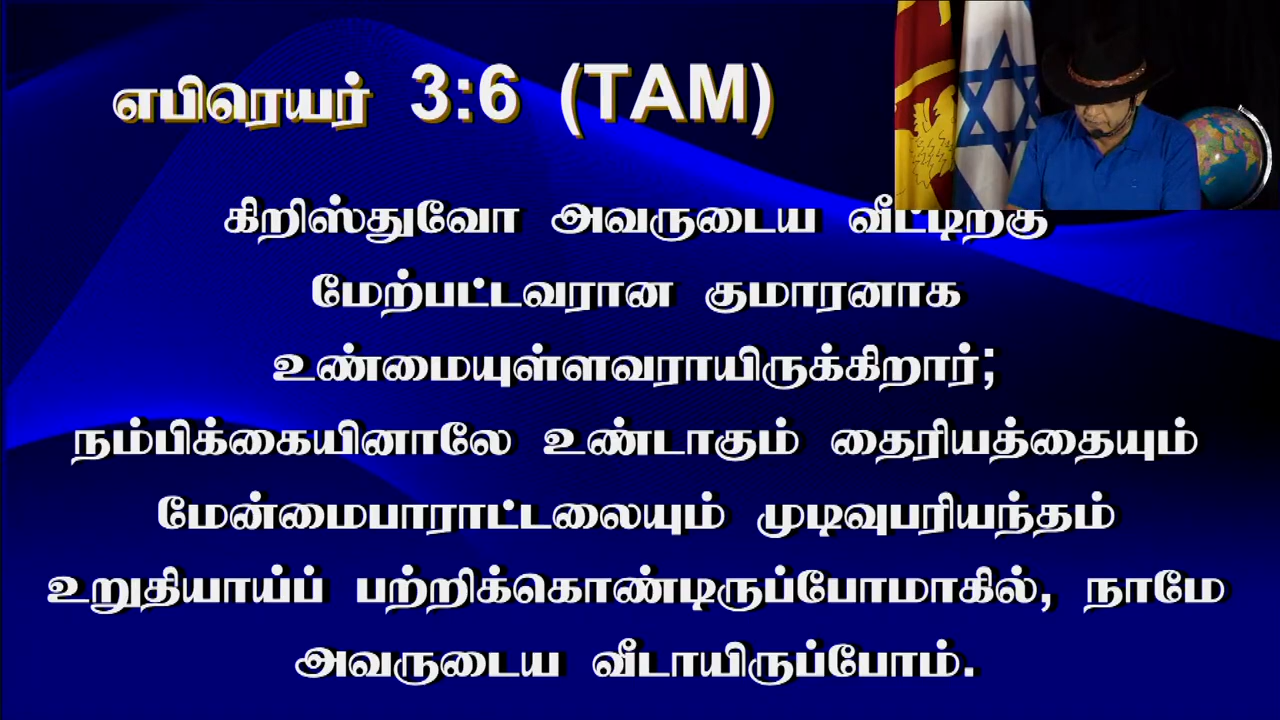 எபிரெயர் 3:6 (TAM)
கிறிஸ்துவோ அவருடைய வீட்டிற்கு
மேற்பட்டவரான குமாரனாக
உண்மையுள்ளவராயிருக்கிறார்;
நம்பிக்கையினாலே உண்டாகும் தைரியத்தையும்
மேன்மைபாராட்டலையும் முடிவுபரியந்தம்
உறுதியாய்ப் பற்றிக்கொண்டிருப்போமாகில், நாமே
அவருடைய வீடாயிருப்போம்.